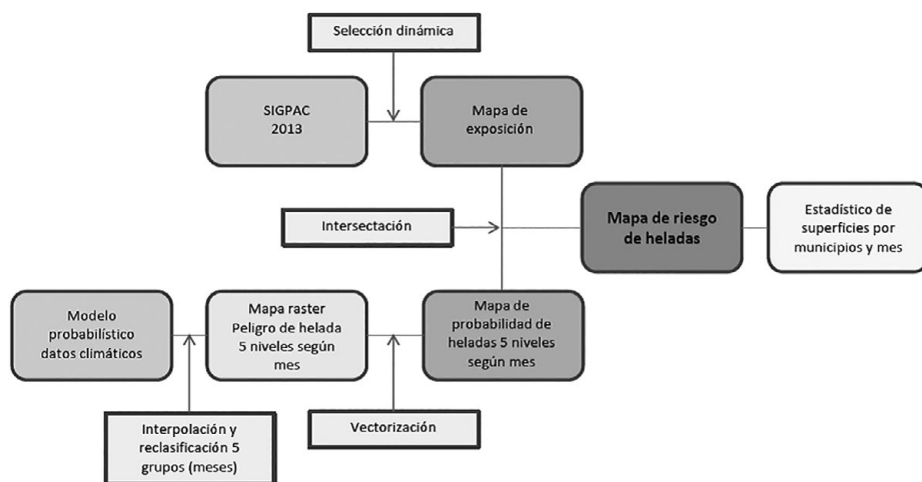 Selección dinámica
SIGPAC
2013
Mapa de
exposición
Intersectación
Mapa de riesgo
de heladas
Estadístico de
superficies por
municipios y mes
Modelo
probabilístico
datos climáticos
Mapa raster
Peligro de helada
5 niveles según
mes
Mapa de
probabilidad de
heladas 5 niveles
según mes
Interpolación y
reclasificación 5
grupos (meses)
Vectorización